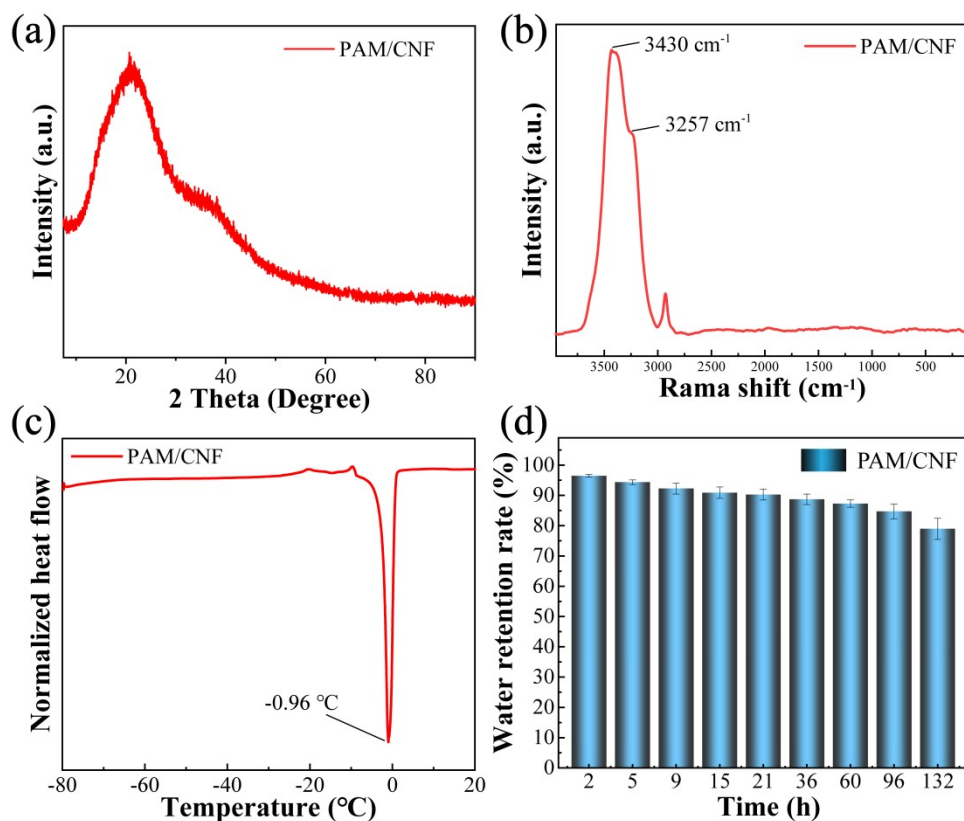 (a)
PAM/CNF
Intensity (a.u.)
20 40 60 80
2 Theta (Degree)
(b)
3430 cm⁻¹
PAM/CNF
3257 cm⁻¹
Intensity (a.u.)
3500 3000 2500 2000 1500 1000 500
Rama shift (cm⁻¹)
(c)
PAM/CNF
Normalized heat flow
-0.96 °C
-80 -60 -40 -20 0 20
Temperature (°C)
(d)
PAM/CNF
Water retention rate (%)
100
90
80
70
60
50
40
30
20
10
0
2 5 9 15 21 36 60 96 132
Time (h)